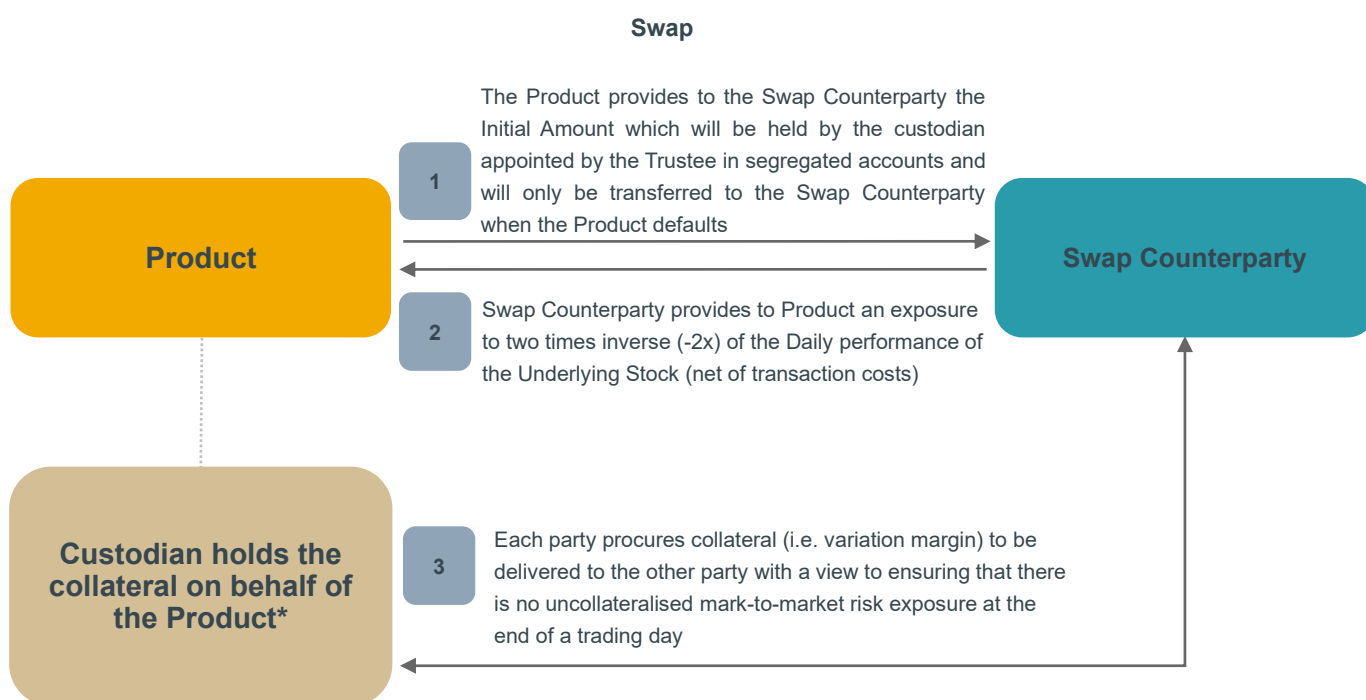 Swap
The Product provides to the Swap Counterparty the
Initial Amount which will be held by the custodian
appointed by the Trustee in segregated accounts and
will only be transferred to the Swap Counterparty
when the Product defaults
1
Product
Swap Counterparty
2
Swap Counterparty provides to Product an exposure
to two times inverse (-2x) of the Daily performance of
the Underlying Stock (net of transaction costs)
Custodian holds the
collateral on behalf of
the Product*
3
Each party procures collateral (i.e. variation margin) to be
delivered to the other party with a view to ensuring that there
is no uncollateralised mark-to-market risk exposure at the
end of a trading day